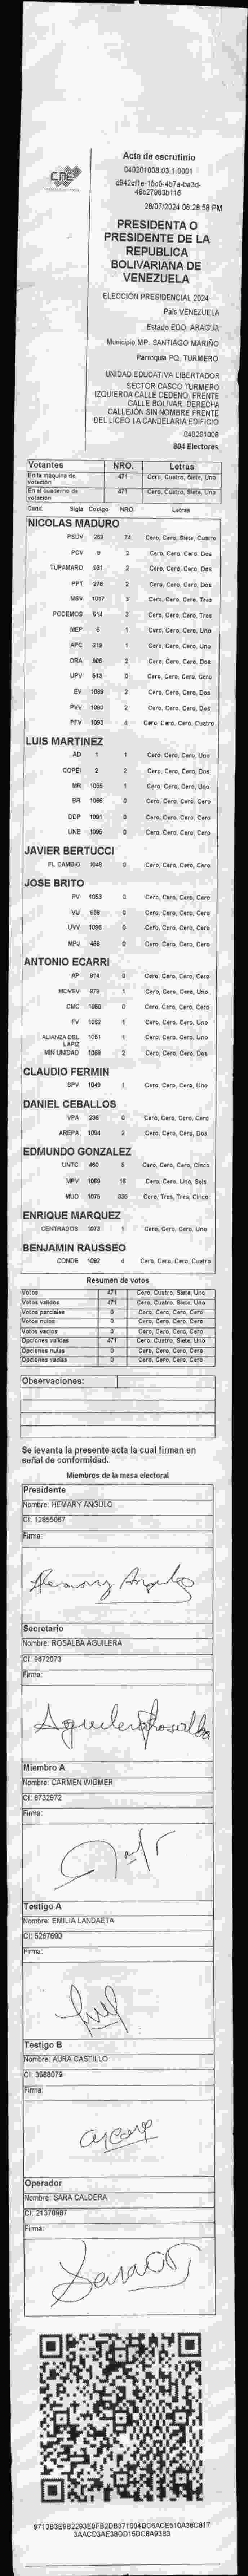 CNE
Acta de escrutinio
040201008.03.1.0001
d942cf1e-15c5-4b7a-ba3d-
48c27983b116
28/07/2024 06:28:58 PM
PRESIDENTA O
PRESIDENTE DE LA
REPUBLICA
BOLIVARIANA DE
VENEZUELA
ELECCIÓN PRESIDENCIAL 2024
País VENEZUELA
Estado EDO. ARAGUA
Municipio MP. SANTIAGO MARIÑO
Parroquia PQ. TURMERO
UNIDAD EDUCATIVA LIBERTADOR
SECTOR CASCO TURMERO
IZQUIERDA CALLE CEDENO. FRENTE
CALLE BOLIVAR. DERECHA
CALLEJÓN SIN NOMBRE FRENTE
DEL LICEO LA CANDELARIA EDIFICIO
040201008
804 Electores
Votantes NRO. Letras
En la máquina de votación 471 Cero, Cuatro, Siete, Uno
En el cuaderno de votación 471 Cero, Cuatro, Siete, Uno
Cand. Sigla Codigo NRO. Letras
NICOLAS MADURO
PSUV 74 Cero, Cero, Siete, Cuatro
PCV 9 2 Cero, Cero, Cero, Dos
TUPAMARO 931 2 Cero, Cero, Cero, Dos
PPT 276 2 Cero, Cero, Cero, Dos
MSV 1017 3 Cero, Cero, Cero, Tres
PODEMOS 614 3 Cero, Cero, Cero, Tres
MEP 6 1 Cero, Cero, Cero, Uno
APC 219 1 Cero, Cero, Cero, Uno
ORA 906 2 Cero, Cero, Cero, Dos
UPV 513 0 Cero, Cero, Cero, Cero
EV 1089 2 Cero, Cero, Cero, Dos
PVV 1090 2 Cero, Cero, Cero, Dos
PFV 1093 4 Cero, Cero, Cero, Cuatro
LUIS MARTINEZ
AD 1 1 Cero, Cero, Cero, Uno
COPEI 2 2 Cero, Cero, Cero, Dos
MR 1065 1 Cero, Cero, Cero, Uno
BR 1066 0 Cero, Cero, Cero, Cero
DDP 1091 0 Cero, Cero, Cero, Cero
UNE 1095 0 Cero, Cero, Cero, Cero
JAVIER BERTUCCI
EL CAMBIO 1048 0 Cero, Cero, Cero, Cero
JOSE BRITO
PV 1053 0 Cero, Cero, Cero, Cero
VU 0 Cero, Cero, Cero, Cero
UVV 1096 0 Cero, Cero, Cero, Cero
MPJ 458 0 Cero, Cero, Cero, Cero
ANTONIO ECARRI
AP 814 0 Cero, Cero, Cero, Cero
MOVEV 979 1 Cero, Cero, Cero, Uno
CMC 1060 0 Cero, Cero, Cero, Cero
FV 1062 1 Cero, Cero, Cero, Uno
ALIANZA DEL LAPIZ 1061 1 Cero, Cero, Cero, Uno
MIN UNIDAD 2 Cero, Cero, Cero, Dos
CLAUDIO FERMIN
SPV 1049 1 Cero, Cero, Cero, Uno
DANIEL CEBALLOS
VPA 236 0 Cero, Cero, Cero, Cero
AREPA 1094 2 Cero, Cero, Cero, Dos
EDMUNDO GONZALEZ
UNTC 5 Cero, Cero, Cero, Cinco
MPV 16 Cero, Cero, Uno, Seis
MUD 1075 335 Cero, Tres, Tres, Cinco
ENRIQUE MARQUEZ
CENTRADOS 1073 1 Cero, Cero, Cero, Uno
BENJAMIN RAUSSEO
CONDE 1092 4 Cero, Cero, Cero, Cuatro
Resumen de votos
Votos 471 Cero, Cuatro, Siete, Uno
Votos validos 471 Cero, Cuatro, Siete, Uno
Votos parciales 0 Cero, Cero, Cero, Cero
Votos nulos 0 Cero, Cero, Cero, Cero
Votos vacios 0 Cero, Cero, Cero, Cero
Opciones validas 471 Cero, Cuatro, Siete, Uno
Opciones nulas 0 Cero, Cero, Cero, Cero
Opciones vacias 0 Cero, Cero, Cero, Cero
Observaciones:
Se levanta la presente acta la cual firman en
señal de conformidad.
Miembros de la mesa electoral
Presidente
Nombre: HEMARY ANGULO
CI: 12855067
Firma:
Hemary Angulo
Secretario
Nombre: ROSALBA AGUILERA
CI: 9672073
Firma:
Aguilera Rosalba
Miembro A
Nombre: CARMEN WIDMER
CI: 8732972
Firma:
Testigo A
Nombre: EMILIA LANDAETA
CI: 5267690
Firma:
Testigo B
Nombre: AURA CASTILLO
CI: 3588079
Firma:
Operador
Nombre: SARA CALDERA
CI: 21370987
Firma: